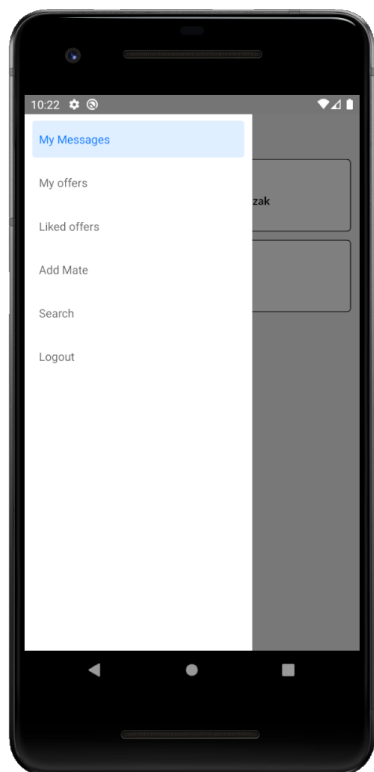 10:22
My Messages
My offers
zak
Liked offers
Add Mate
Search
Logout